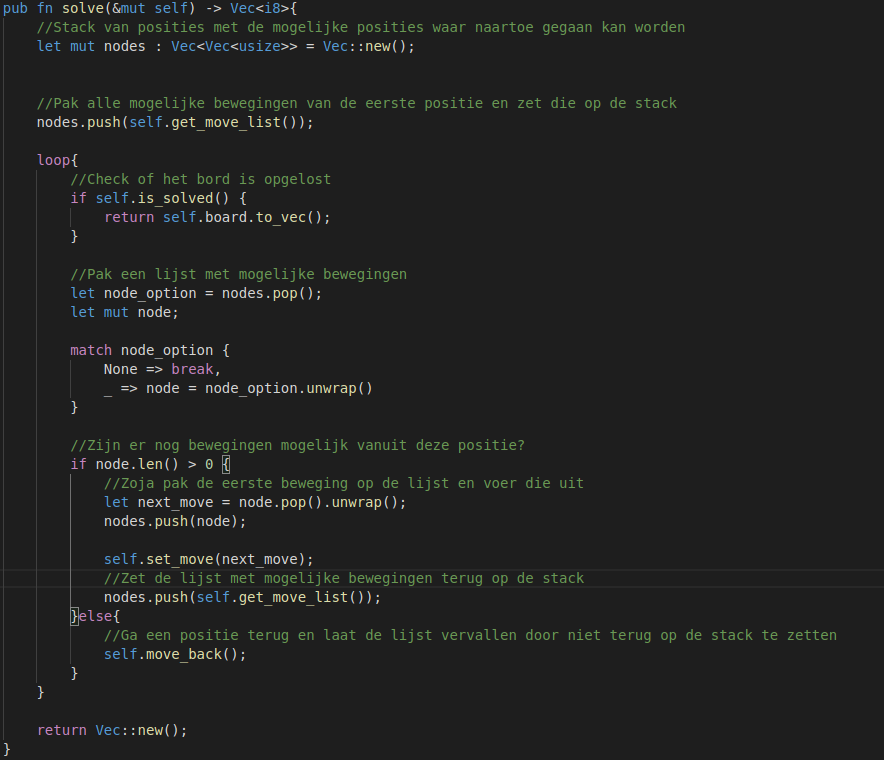 pub fn solve(&mut self) -> Vec<i8>{
//Stack van posities met de mogelijke posities waar naartoe gegaan kan worden
let mut nodes : Vec<Vec<usize>> = Vec::new();
//Pak alle mogelijke bewegingen van de eerste positie en zet die op de stack
nodes.push(self.get_move_list());
loop{
//Check of het bord is opgelost
if self.is_solved() {
return self.board.to_vec();
}
//Pak een lijst met mogelijke bewegingen
let node_option = nodes.pop();
let mut node;
match node_option {
None => break,
_ => node = node_option.unwrap()
}
//Zijn er nog bewegingen mogelijk vanuit deze positie?
if node.len() > 0 {
//Zoja pak de eerste beweging op de lijst en voer die uit
let next_move = node.pop().unwrap();
nodes.push(node);
self.set_move(next_move);
//Zet de lijst met mogelijke bewegingen terug op de stack
nodes.push(self.get_move_list());
}else{
//Ga een positie terug en laat de lijst vervallen door niet terug op de stack te zetten
self.move_back();
}
}
return Vec::new();
}